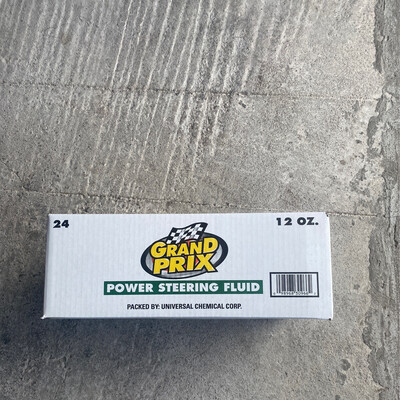 24
12 OZ.
GRAND
PRIX
POWER STEERING FLUID
PACKED BY: UNIVERSAL CHEMICAL CORP.